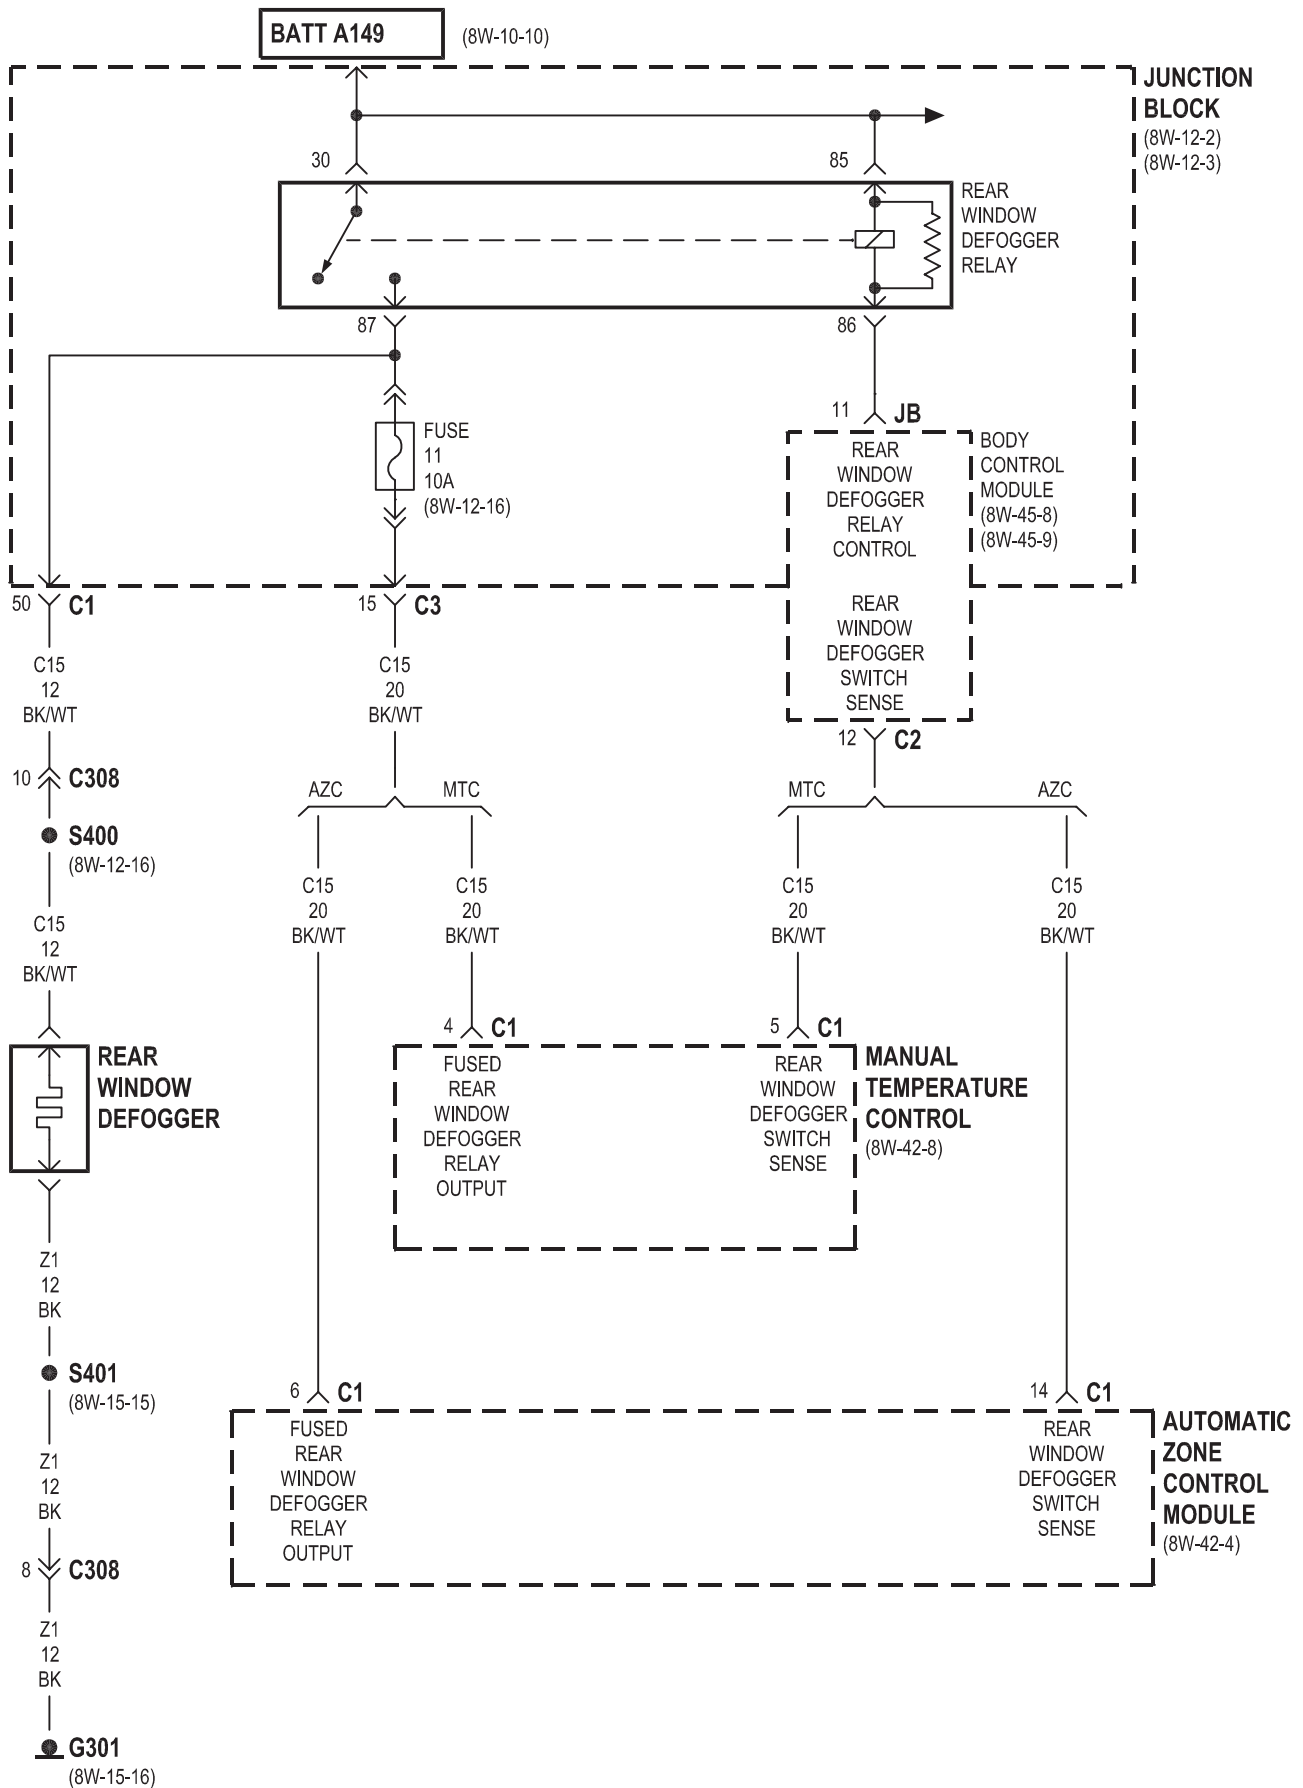 BATT A149
(8W-10-10)
JUNCTION
BLOCK
(8W-12-2)
(8W-12-3)
30
85
REAR
WINDOW
DEFOGGER
RELAY
87
86
FUSE
11
10A
(8W-12-16)
11
JB
REAR
WINDOW
DEFOGGER
RELAY
CONTROL
BODY
CONTROL
MODULE
(8W-45-8)
(8W-45-9)
REAR
WINDOW
DEFOGGER
SWITCH
SENSE
50
C1
15
C3
12
C2
C15
12
BK/WT
C15
20
BK/WT
10
C308
AZC
MTC
MTC
AZC
S400
(8W-12-16)
C15
12
BK/WT
C15
20
BK/WT
C15
20
BK/WT
C15
20
BK/WT
C15
20
BK/WT
4
C1
5
C1
REAR
WINDOW
DEFOGGER
FUSED
REAR
WINDOW
DEFOGGER
RELAY
OUTPUT
REAR
WINDOW
DEFOGGER
SWITCH
SENSE
MANUAL
TEMPERATURE
CONTROL
(8W-42-8)
Z1
12
BK
S401
(8W-15-15)
6
C1
14
C1
Z1
12
BK
FUSED
REAR
WINDOW
DEFOGGER
RELAY
OUTPUT
REAR
WINDOW
DEFOGGER
SWITCH
SENSE
AUTOMATIC
ZONE
CONTROL
MODULE
(8W-42-4)
8
C308
Z1
12
BK
G301
(8W-15-16)